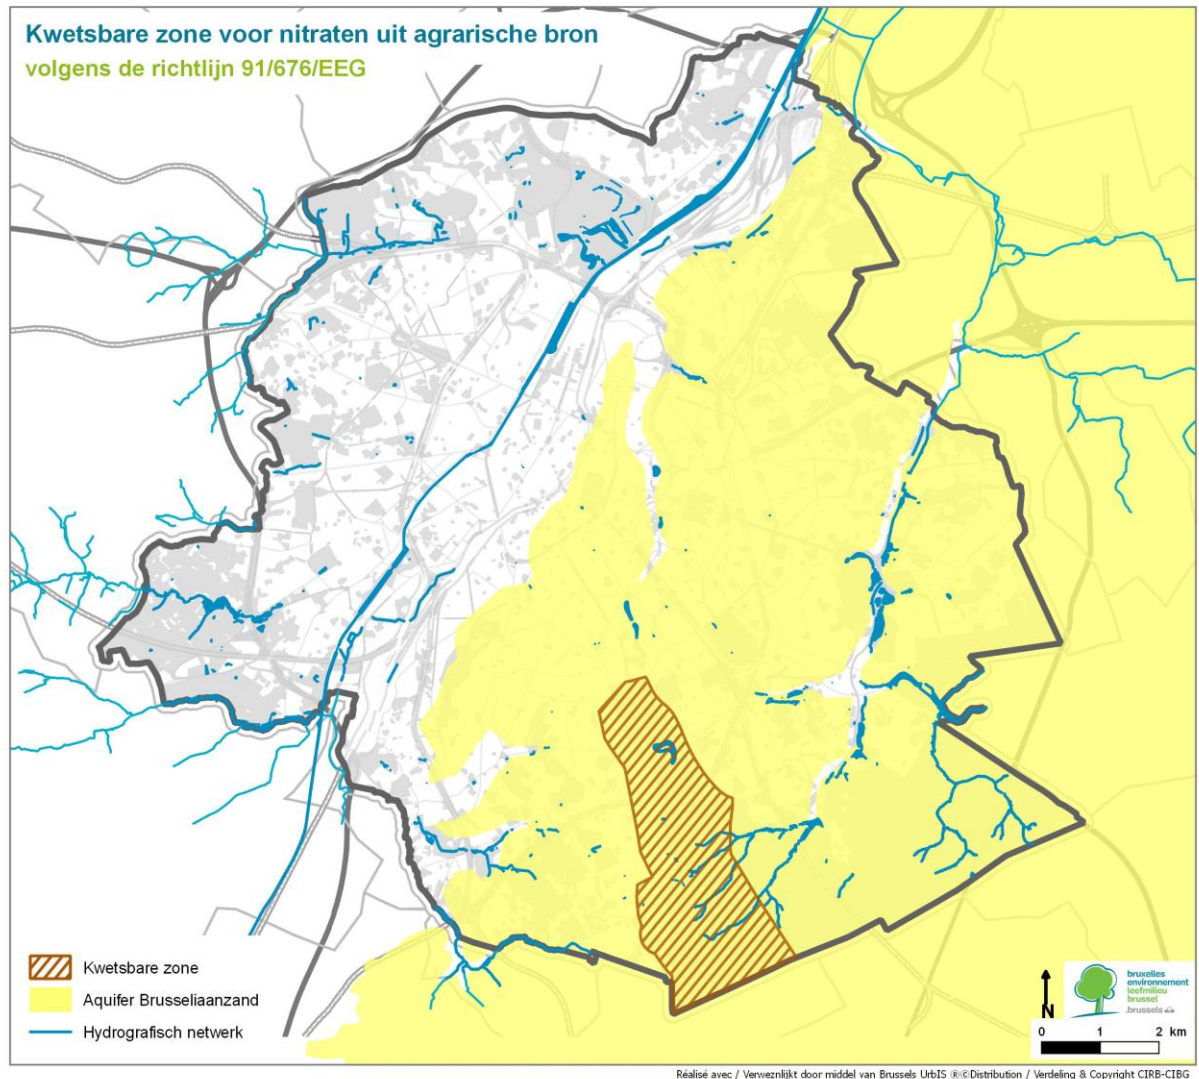 Kwetsbare zone voor nitraten uit agrarische bron
volgens de richtlijn 91/676/EEG
Kwetsbare zone
Aquifer Brusseliaanzand
Hydrografisch netwerk
N
bruxelles
environnement
leefmilieu
brussel
.brussels
0 1 2 km
Réalisé avec / Verweznlijkt door middel van Brussels UrbIS ®©Distribution / Verdeling & Copyright CIRB-CIBG